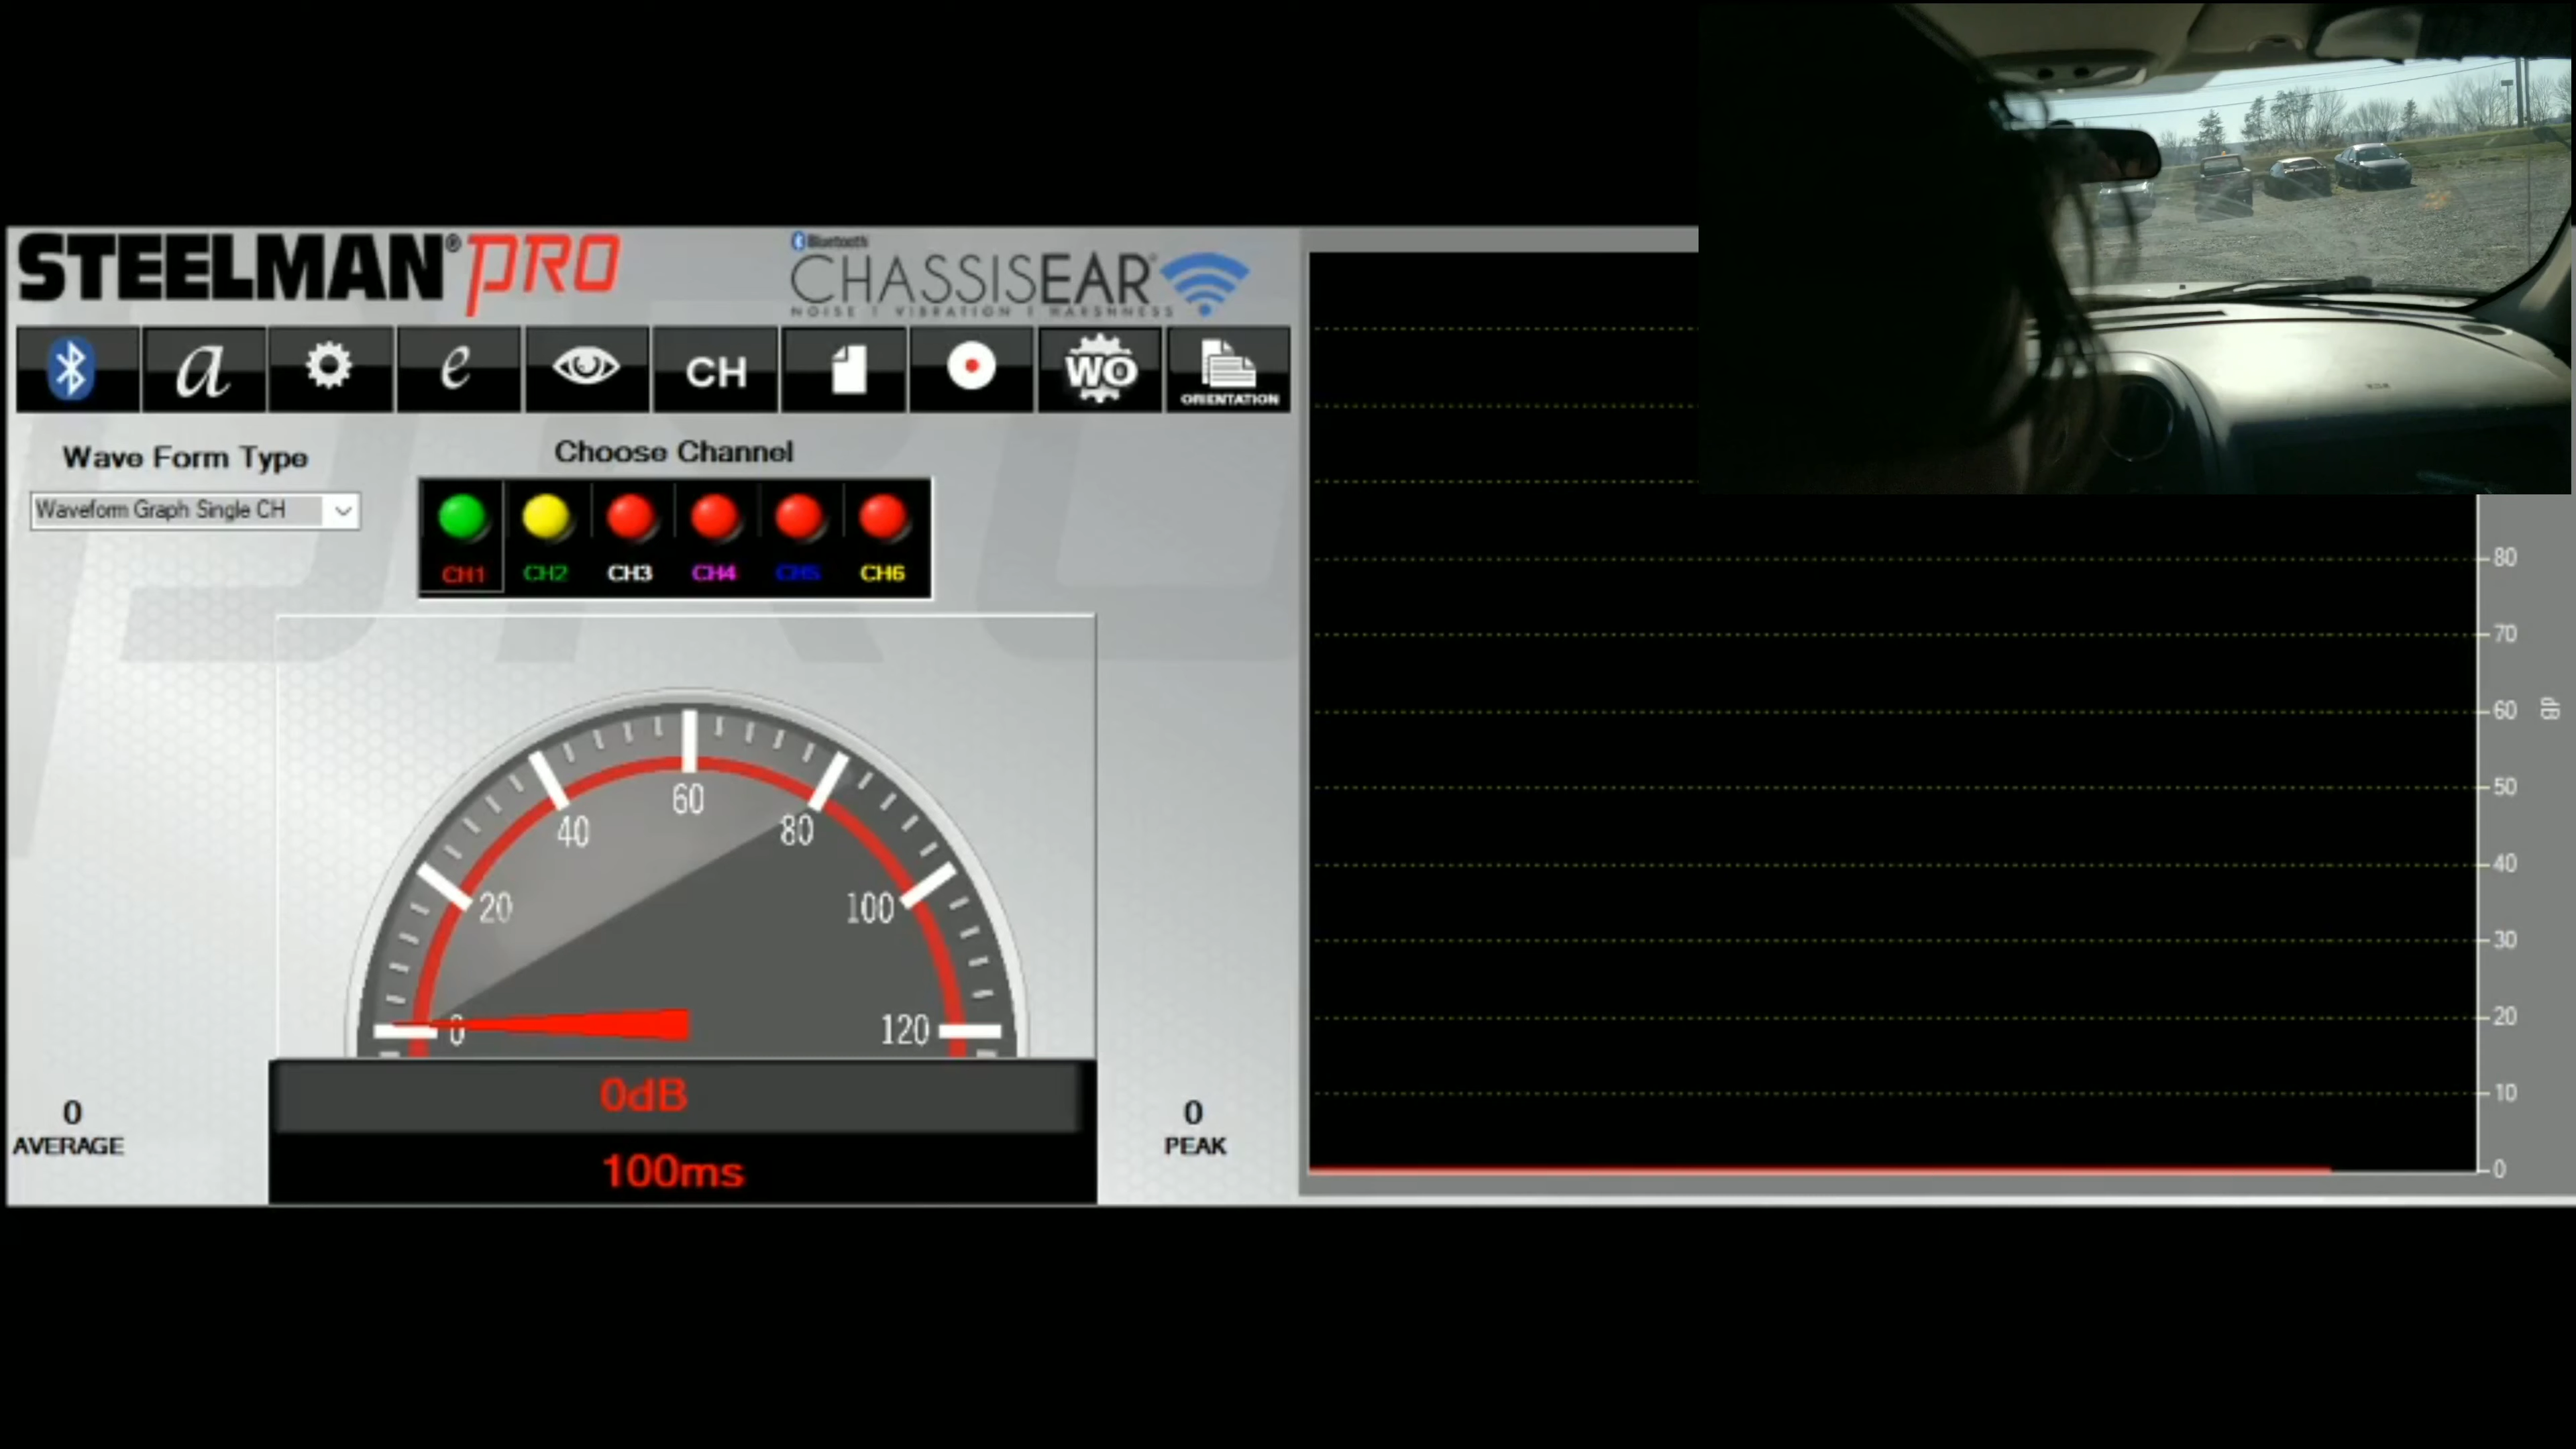 STEELMAN® PRO
Bluetooth
CHASSISEAR®
NOISE | VIBRATION | HARSHNESS
a
e
CH
WO
ORIENTATION
Wave Form Type
Waveform Graph Single CH
Choose Channel
CH1 CH2 CH3 CH4 CH5 CH6
0 20 40 60 80 100 120
0dB
100ms
0
AVERAGE
0
PEAK
80
70
60
dB
50
40
30
20
10
0